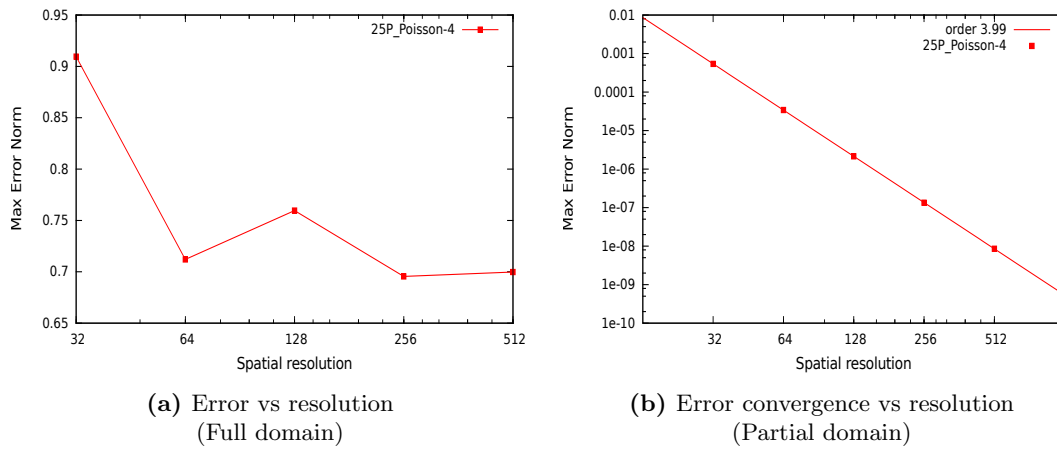 0.95
0.9
0.85
0.8
0.75
0.7
0.65
32
64
128
256
512
Max Error Norm
Spatial resolution
25P_Poisson-4
(a) Error vs resolution
(Full domain)
0.01
0.001
0.0001
1e-05
1e-06
1e-07
1e-08
1e-09
1e-10
32
64
128
256
512
Max Error Norm
Spatial resolution
order 3.99
25P_Poisson-4
(b) Error convergence vs resolution
(Partial domain)